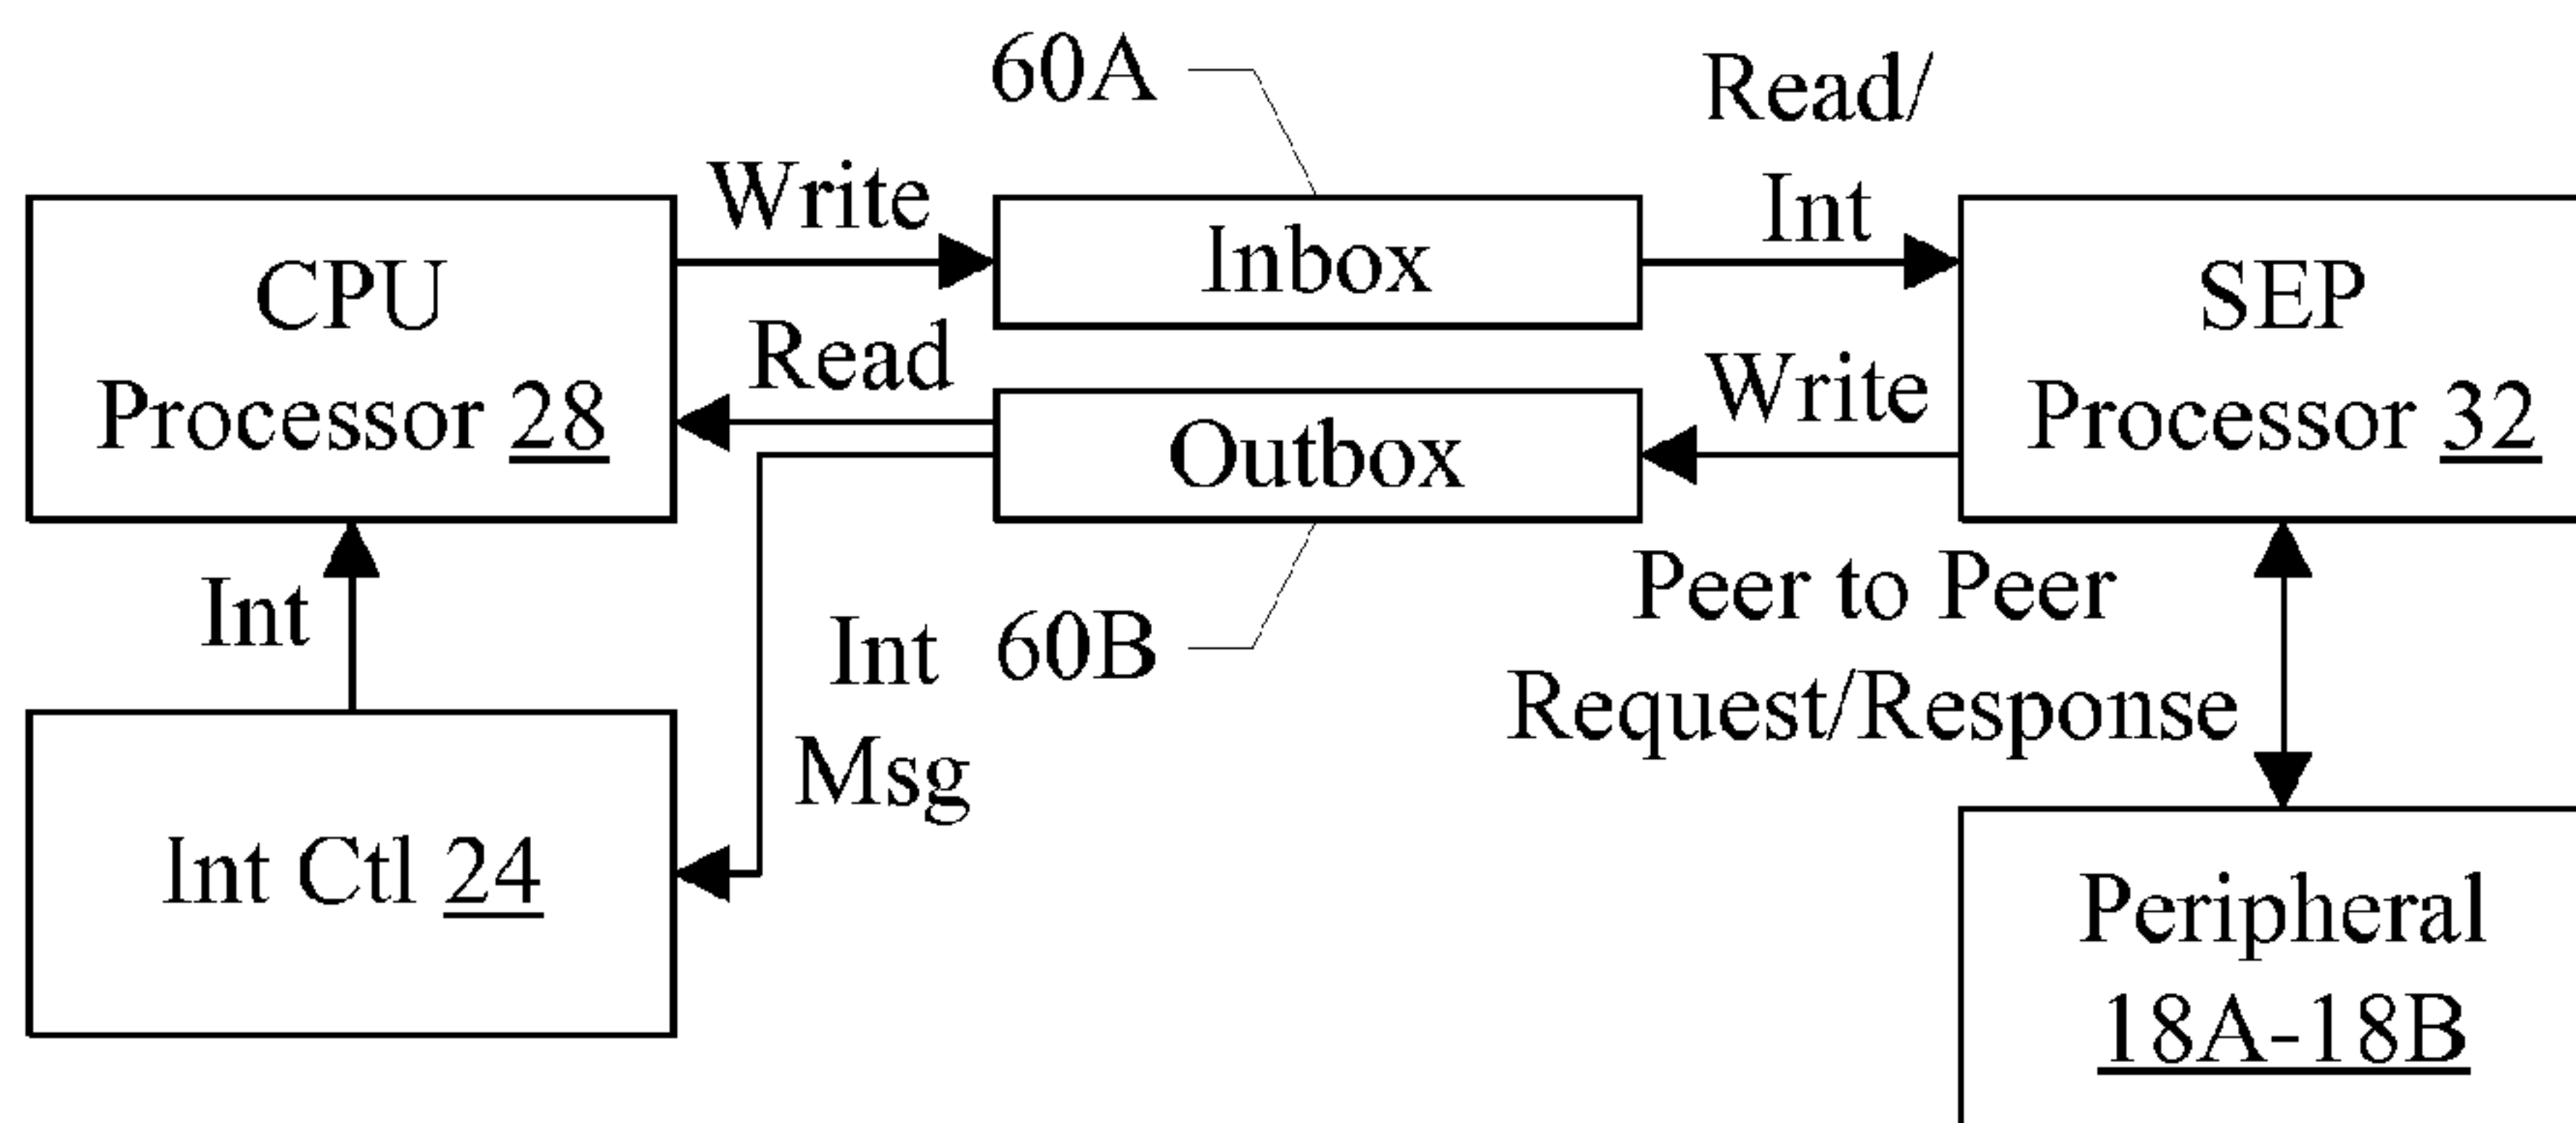 60A
Read/
Int
Write
Inbox
CPU
Processor 28
SEP
Processor 32
Read
Outbox
Write
Int
Int
Msg
60B
Peer to Peer
Request/Response
Int Ctl 24
Peripheral
18A-18B